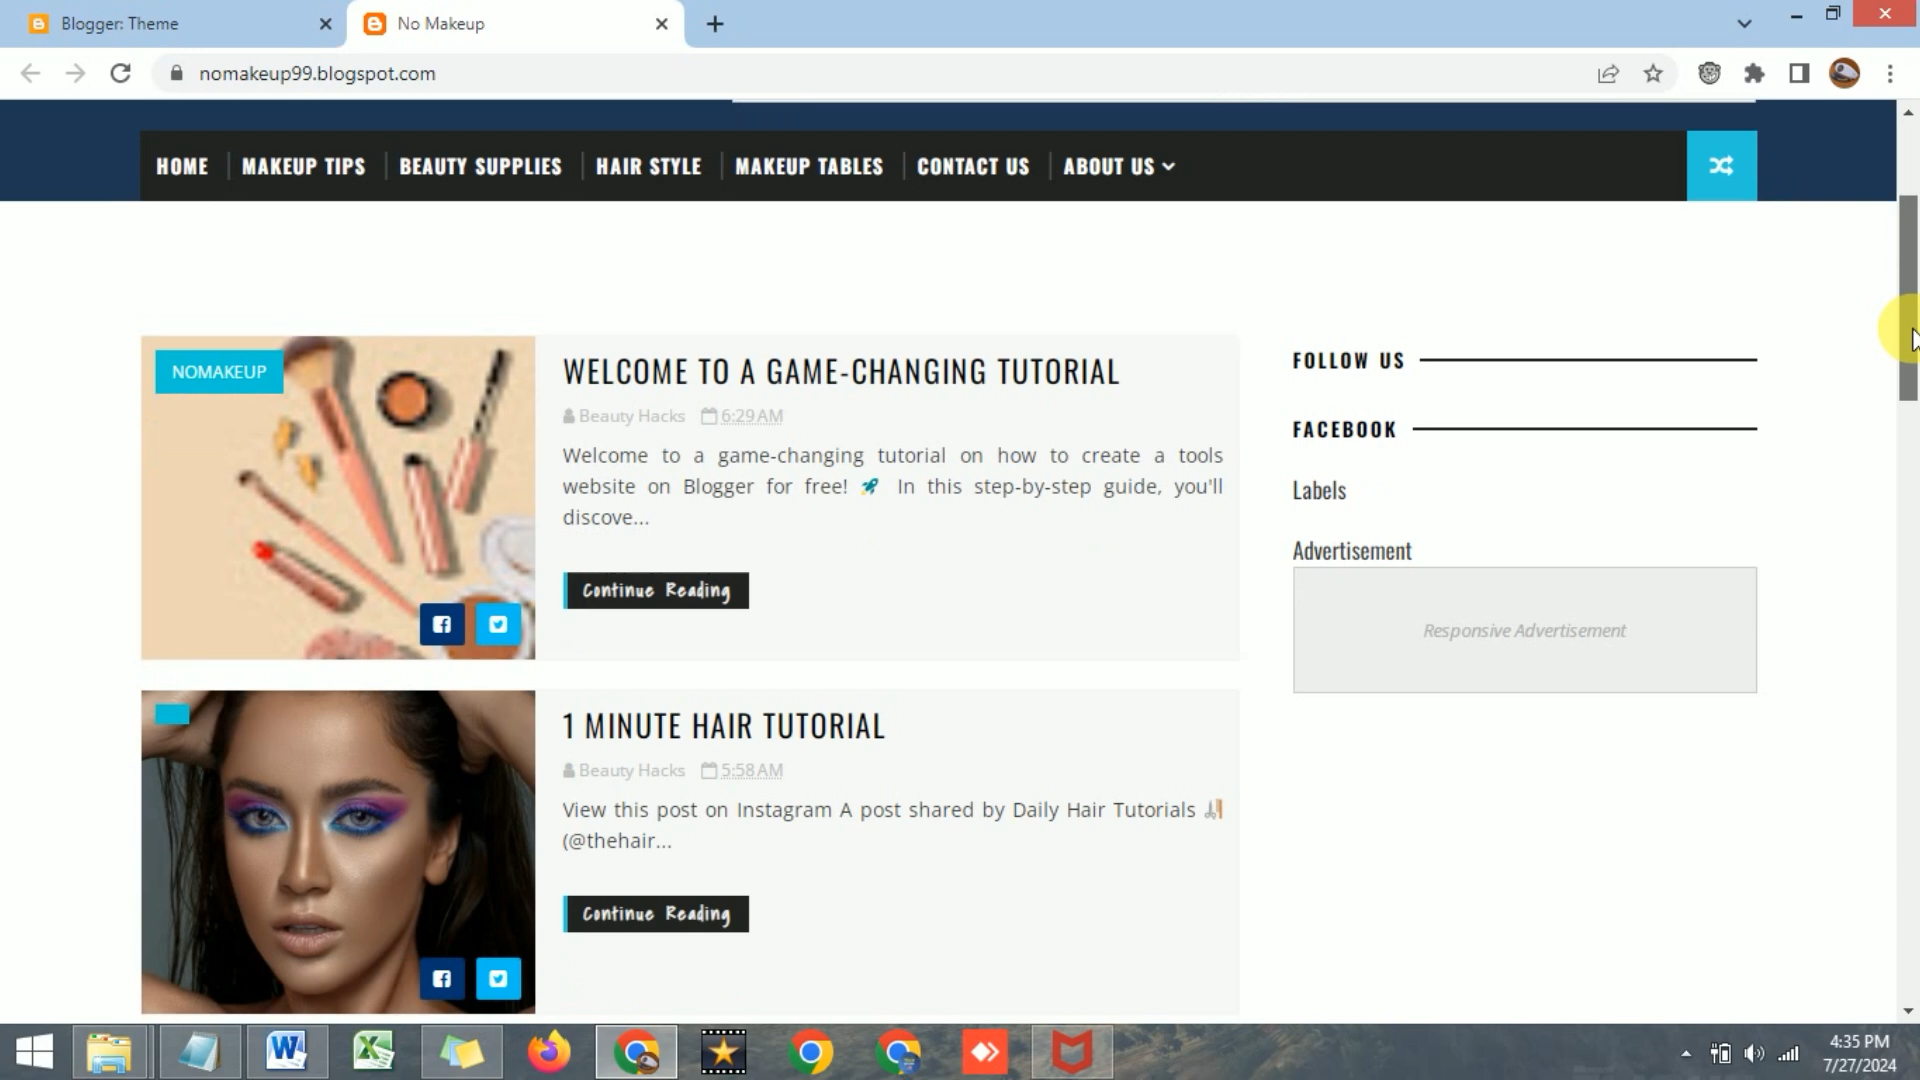 Blogger: Theme
No Makeup
nomakeup99.blogspot.com
HOME MAKEUP TIPS BEAUTY SUPPLIES HAIR STYLE MAKEUP TABLES CONTACT US ABOUT US
NOMAKEUP
WELCOME TO A GAME-CHANGING TUTORIAL
Beauty Hacks 6:29 AM
Welcome to a game-changing tutorial on how to create a tools
website on Blogger for free! 🚀 In this step-by-step guide, you'll
discove...
Continue Reading
1 MINUTE HAIR TUTORIAL
Beauty Hacks 5:58 AM
View this post on Instagram A post shared by Daily Hair Tutorials
(@thehair...
Continue Reading
FOLLOW US
FACEBOOK
Labels
Advertisement
Responsive Advertisement
4:35 PM
7/27/2024